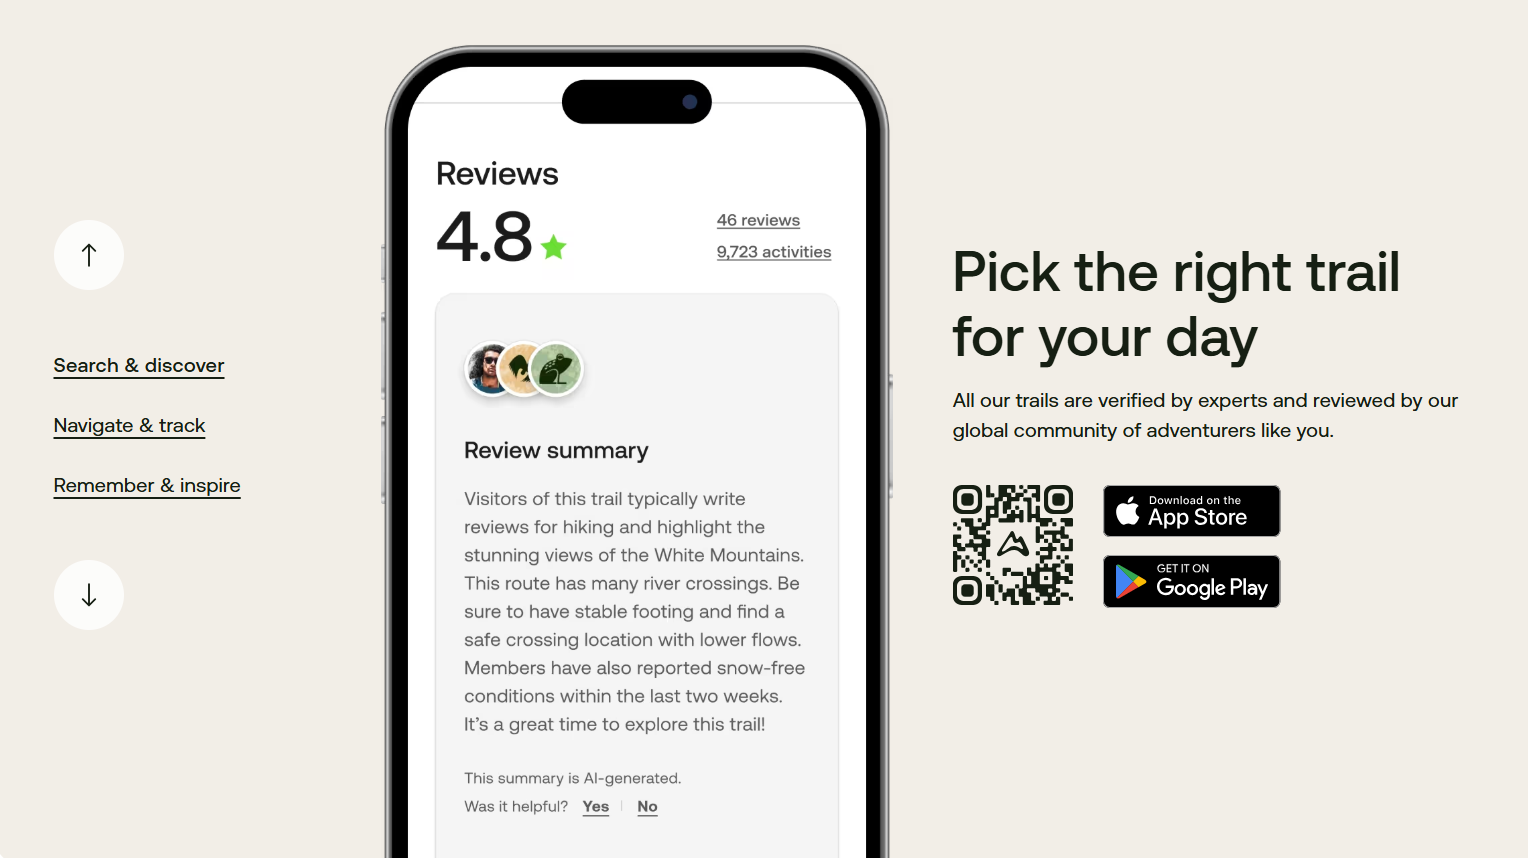 Search & discover
Navigate & track
Remember & inspire
Reviews
4.8
46 reviews
9,723 activities
Review summary
Visitors of this trail typically write
reviews for hiking and highlight the
stunning views of the White Mountains.
This route has many river crossings. Be
sure to have stable footing and find a
safe crossing location with lower flows.
Members have also reported snow-free
conditions within the last two weeks.
It’s a great time to explore this trail!
This summary is AI-generated.
Was it helpful? Yes No
Pick the right trail
for your day
All our trails are verified by experts and reviewed by our
global community of adventurers like you.
Download on the
App Store
GET IT ON
Google Play